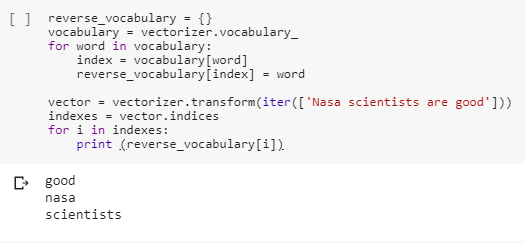 [ ] reverse_vocabulary = {}
vocabulary = vectorizer.vocabulary_
for word in vocabulary:
    index = vocabulary[word]
    reverse_vocabulary[index] = word

vector = vectorizer.transform(iter(['Nasa scientists are good']))
indexes = vector.indices
for i in indexes:
    print (reverse_vocabulary[i])
good
nasa
scientists